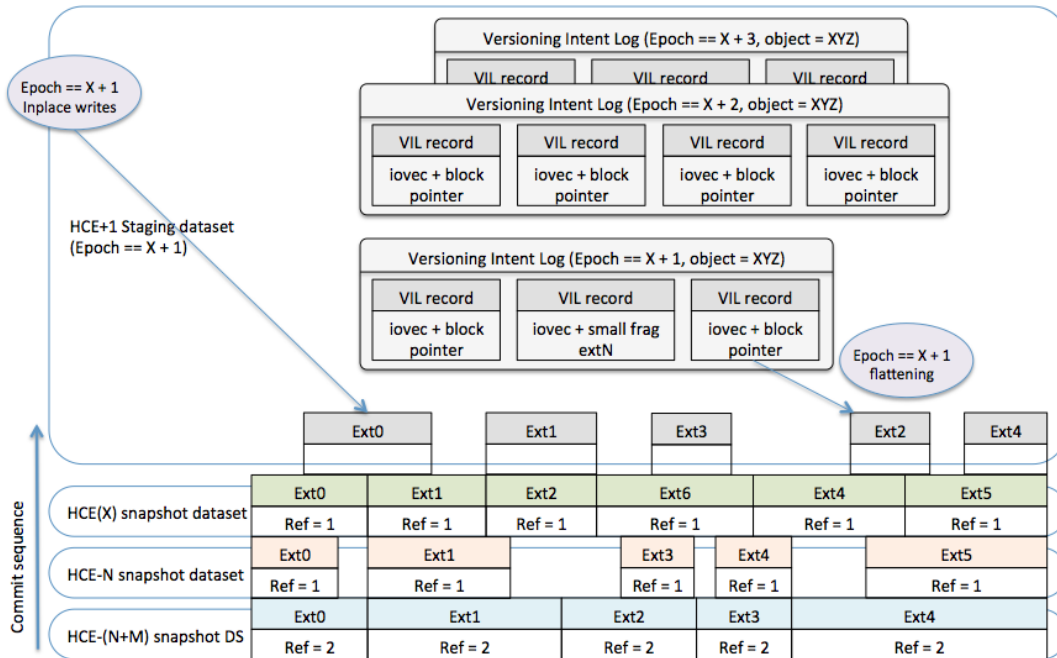 Versioning Intent Log (Epoch == X + 3, object = XYZ)
VIL record
VIL record
VIL record
Epoch == X + 1
Inplace writes
Versioning Intent Log (Epoch == X + 2, object = XYZ)
VIL record
VIL record
VIL record
VIL record
iovec + block
pointer
iovec + block
pointer
iovec + block
pointer
iovec + block
pointer
HCE+1 Staging dataset
(Epoch == X + 1)
Versioning Intent Log (Epoch == X + 1, object = XYZ)
VIL record
VIL record
VIL record
iovec + block
pointer
iovec + small frag
extN
iovec + block
pointer
Epoch == X + 1
flattening
Commit sequence
Ext0
Ext1
Ext3
Ext2
Ext4
HCE(X) snapshot dataset
Ext0
Ext1
Ext2
Ext6
Ext4
Ext5
Ref = 1
Ref = 1
Ref = 1
Ref = 1
Ref = 1
Ref = 1
HCE-N snapshot dataset
Ext0
Ext1
Ext3
Ext4
Ext5
Ref = 1
Ref = 1
Ref = 1
Ref = 1
Ref = 1
HCE-(N+M) snapshot DS
Ext0
Ext1
Ext2
Ext3
Ext4
Ref = 2
Ref = 2
Ref = 2
Ref = 2
Ref = 2